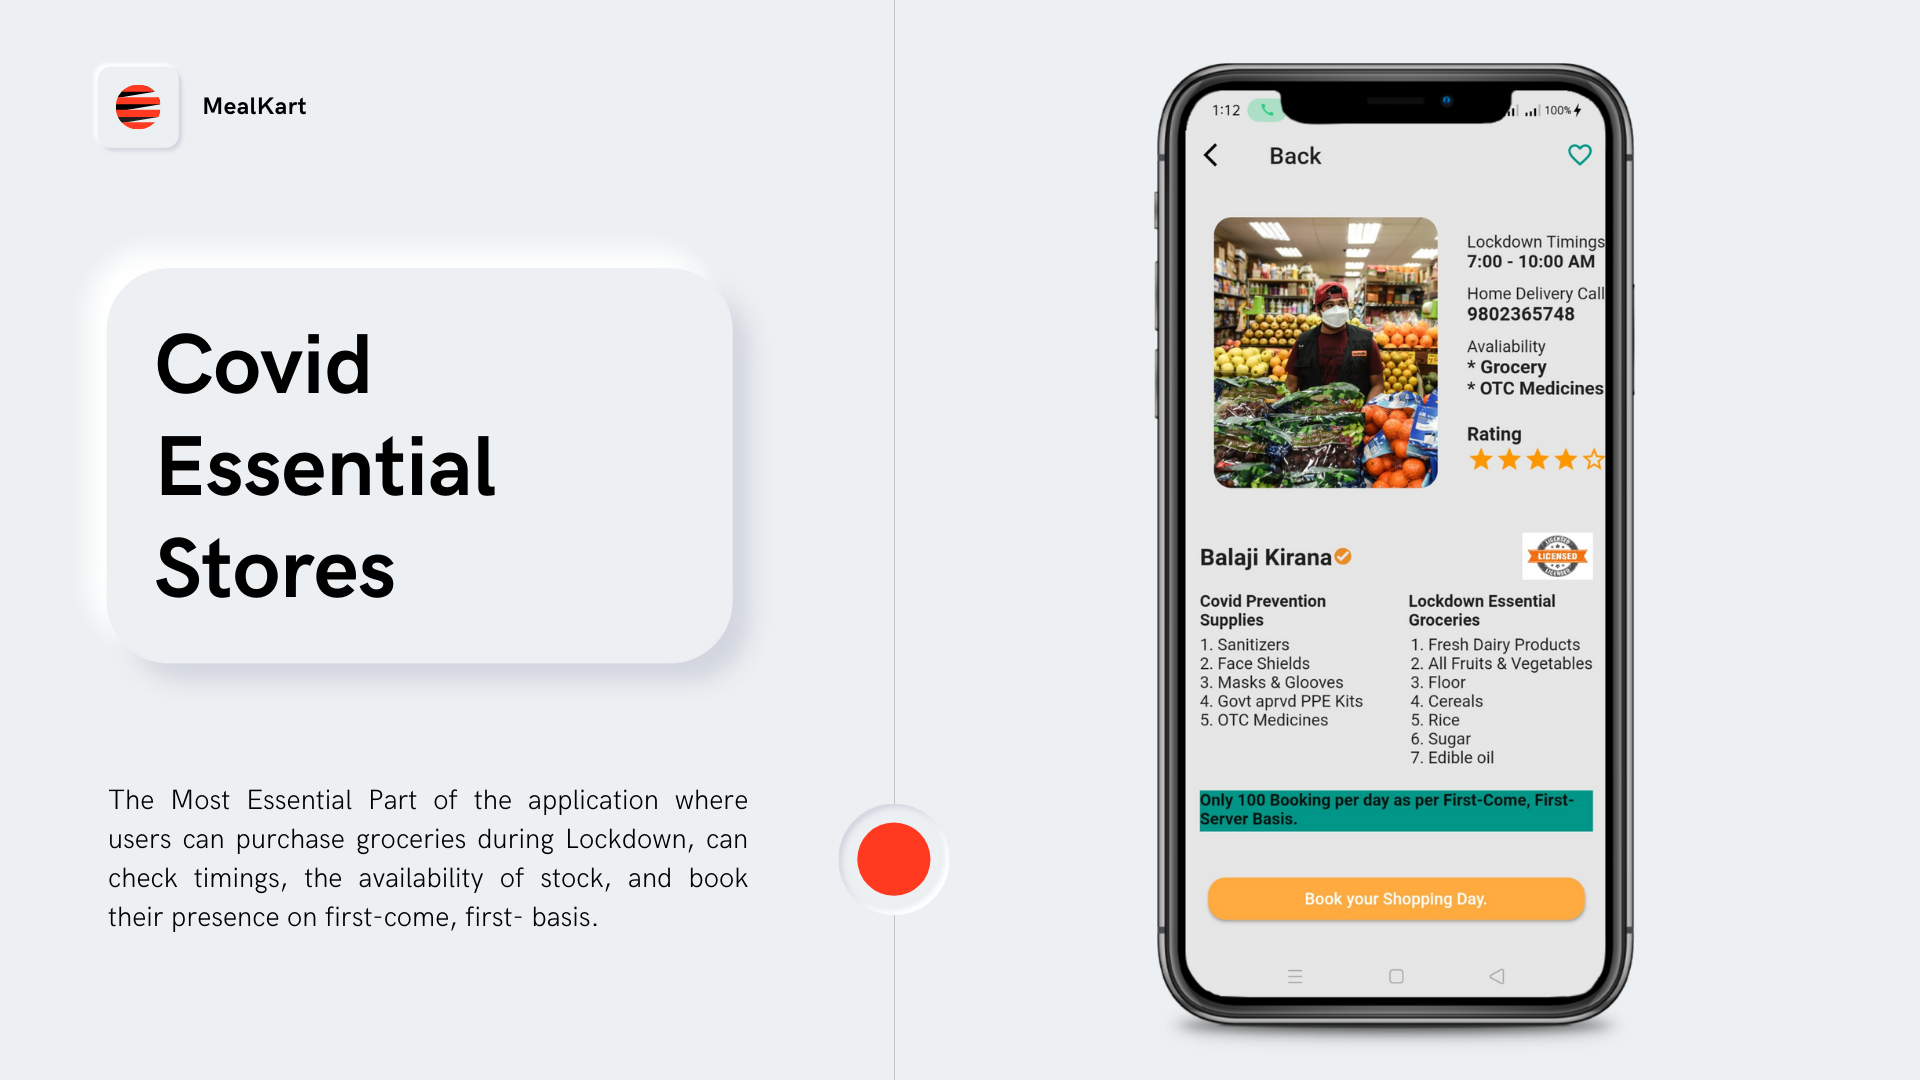 MealKart
Covid
Essential
Stores
The Most Essential Part of the application where
users can purchase groceries during Lockdown, can
check timings, the availability of stock, and book
their presence on first-come, first- basis.
1:12
100%
Back
Lockdown Timings
7:00 - 10:00 AM
Home Delivery Call
9802365748
Avaliability
* Grocery
* OTC Medicines
Rating
Balaji Kirana
LICENSED
LICENSED
LICENSED
Covid Prevention
Supplies
1. Sanitizers
2. Face Shields
3. Masks & Glooves
4. Govt aprvd PPE Kits
5. OTC Medicines
Lockdown Essential
Groceries
1. Fresh Dairy Products
2. All Fruits & Vegetables
3. Floor
4. Cereals
5. Rice
6. Sugar
7. Edible oil
Only 100 Booking per day as per First-Come, First-
Server Basis.
Book your Shopping Day.